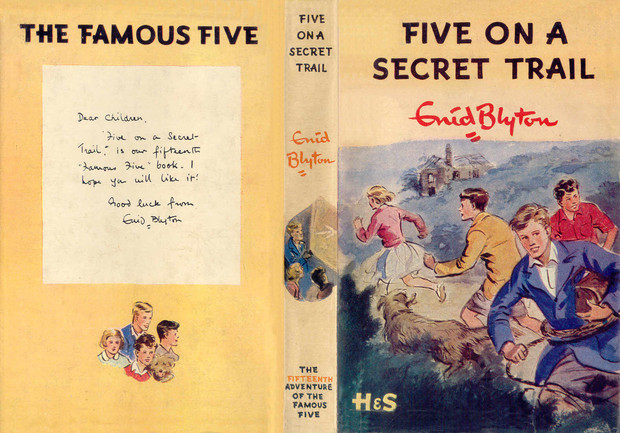 THE FAMOUS FIVE
Dear Children,
"Five on a Secret
Trail" is our fifteenth
"Famous Five" book. I
hope you will like it!
Good luck from
Enid Blyton
FIVE
ON A
SECRET
TRAIL
Enid
Blyton
THE
FIFTEENTH
ADVENTURE
OF THE
FAMOUS
FIVE
FIVE ON A
SECRET TRAIL
Enid Blyton
H&S